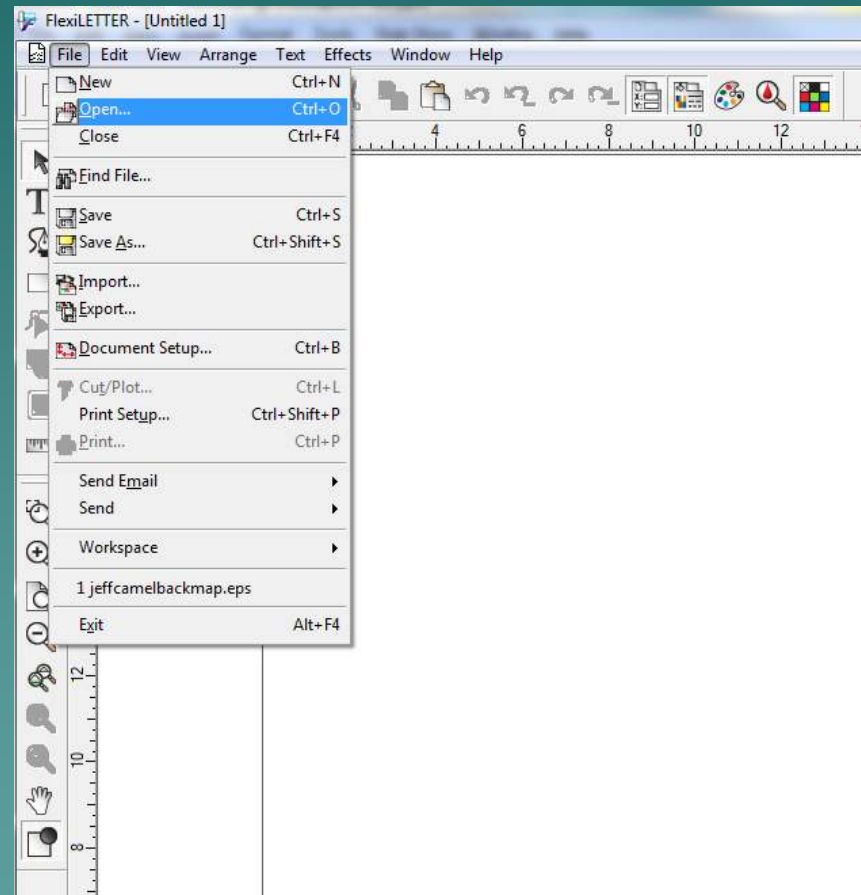 FlexiLETTER - [Untitled 1]
File Edit View Arrange Text Effects Window Help
New Ctrl+N
Open... Ctrl+O
Close Ctrl+F4
Find File...
Save Ctrl+S
Save As... Ctrl+Shift+S
Import...
Export...
Document Setup... Ctrl+B
Cut/Plot... Ctrl+L
Print Setup... Ctrl+Shift+P
Print... Ctrl+P
Send Email
Send
Workspace
1 jeffcamelbackmap.eps
Exit Alt+F4
4 6 8 10 12
12
10
8